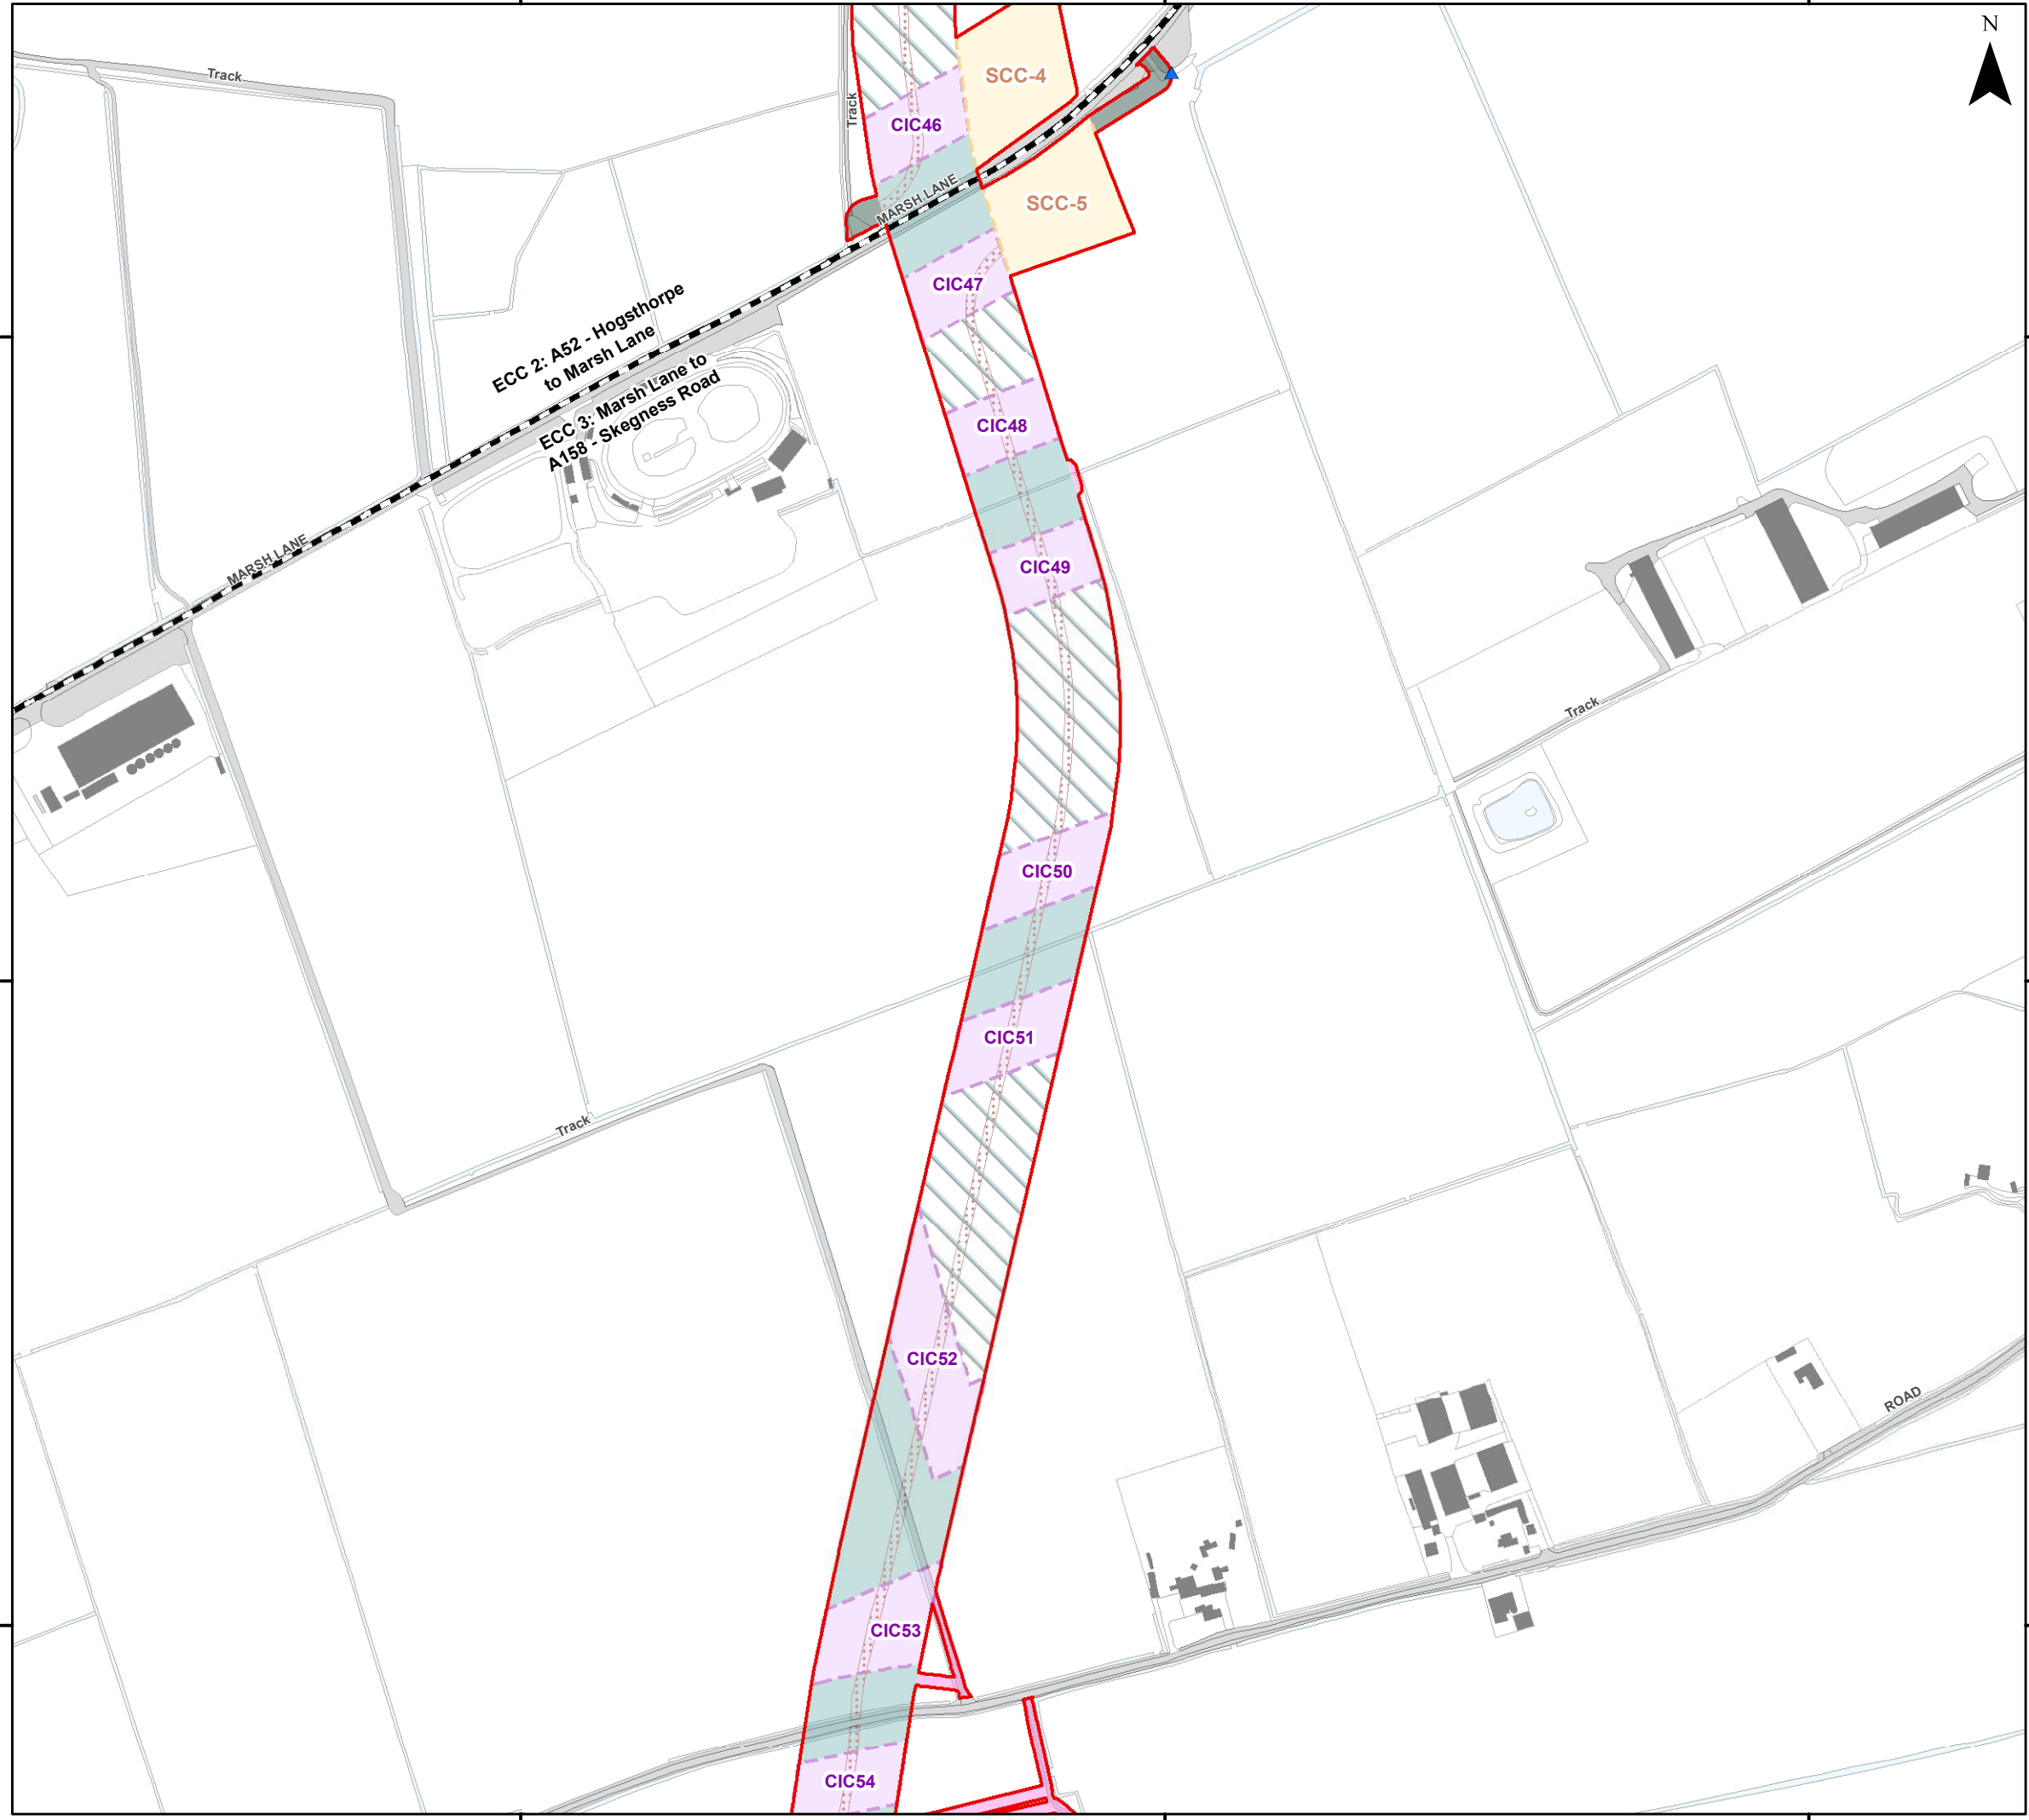 N
Track
SCC-4
Track
CIC46
MARSH LANE
SCC-5
CIC47
ECC 2: A52 - Hogsthorpe
to Marsh Lane
ECC 3: Marsh Lane to
A158 - Skegness Road
CIC48
MARSH LANE
CIC49
Track
CIC50
CIC51
Track
CIC52
ROAD
CIC53
CIC54